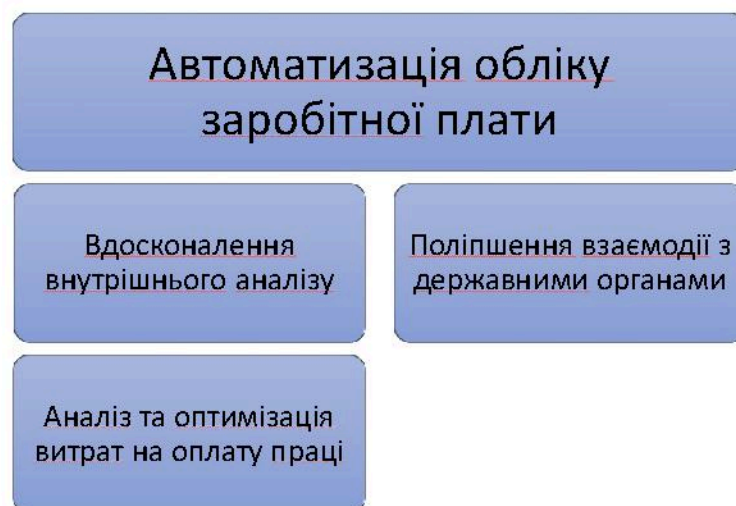 Автоматизація обліку
заробітної плати
Вдосконалення
внутрішнього аналізу
Поліпшення взаємодії з
державними органами
Аналіз та оптимізація
витрат на оплату праці